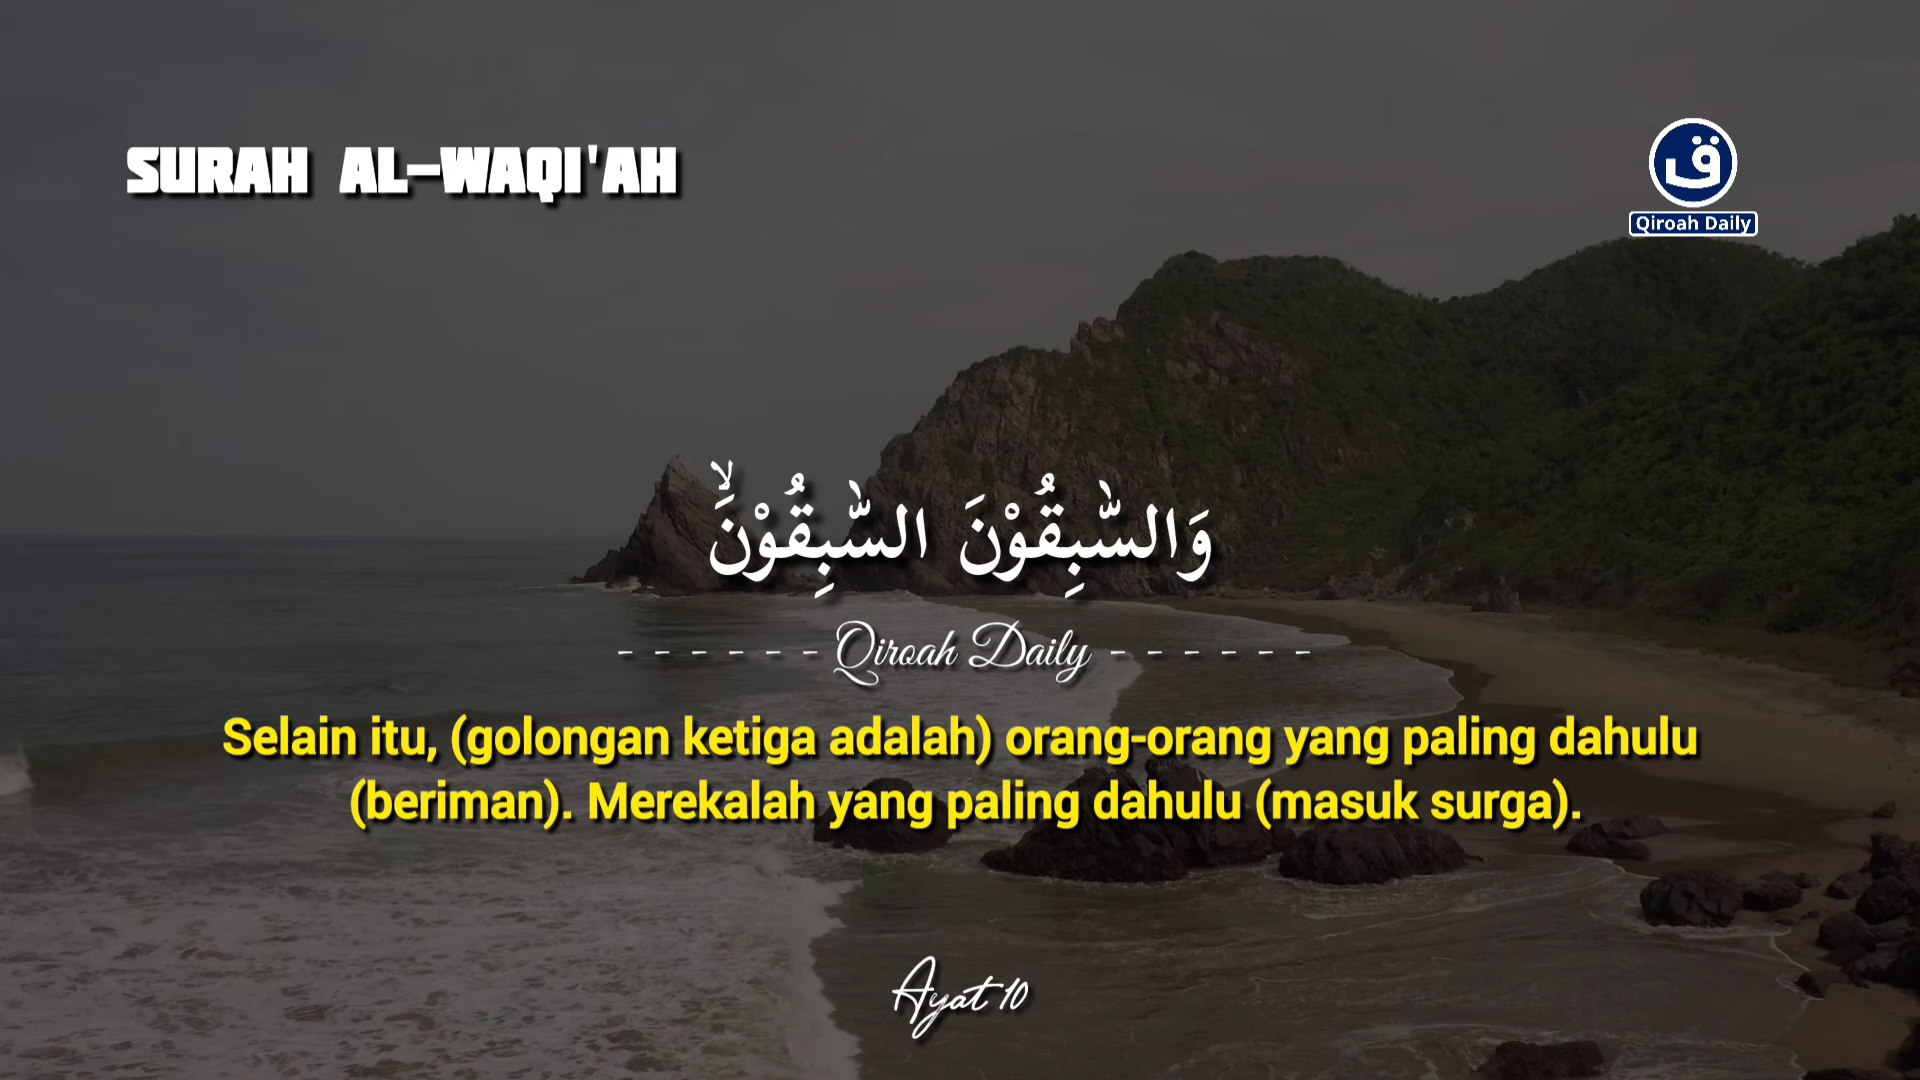 SURAH AL-WAQI'AH
ق
Qiroah Daily
وَالسّٰبِقُوْنَ السّٰبِقُوْنَۙ
- - - - - - Qiroah Daily - - - - - -
Selain itu, (golongan ketiga adalah) orang-orang yang paling dahulu
(beriman). Merekalah yang paling dahulu (masuk surga).
Ayat 10